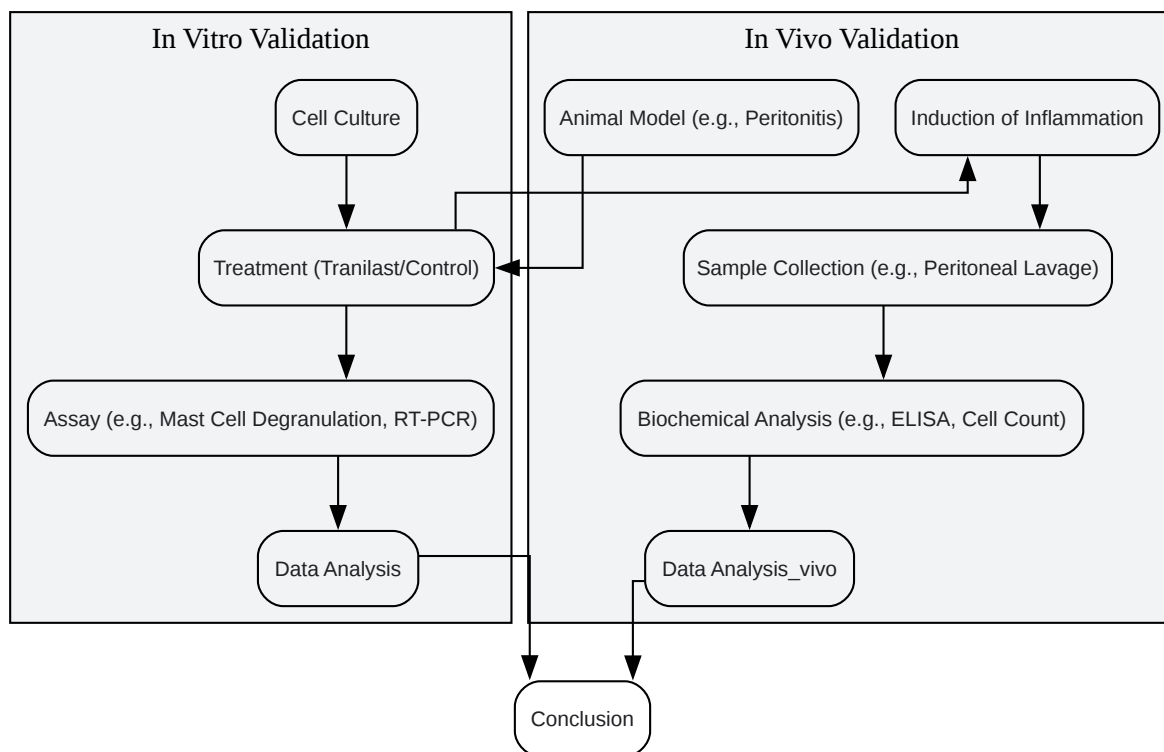 In Vitro Validation
Cell Culture
Treatment (Tranilast/Control)
Assay (e.g., Mast Cell Degranulation, RT-PCR)
Data Analysis
In Vivo Validation
Animal Model (e.g., Peritonitis)
Induction of Inflammation
Sample Collection (e.g., Peritoneal Lavage)
Biochemical Analysis (e.g., ELISA, Cell Count)
Data Analysis_vivo
Conclusion